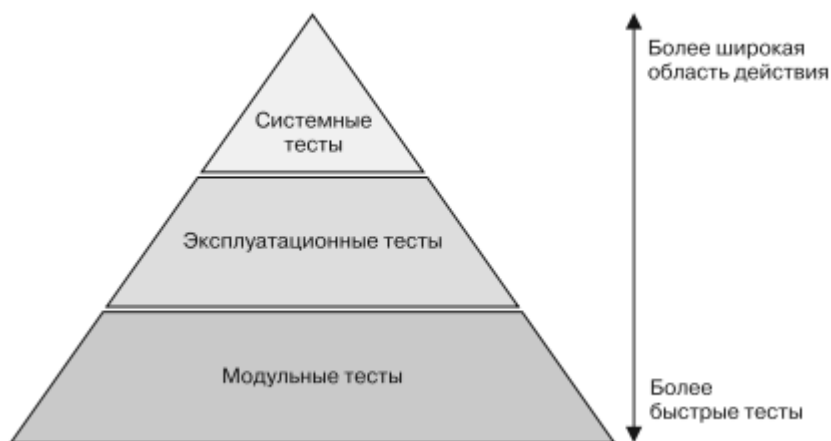 Более широкая
область действия
Системные
тесты
Эксплуатационные тесты
Модульные тесты
Более
быстрые тесты